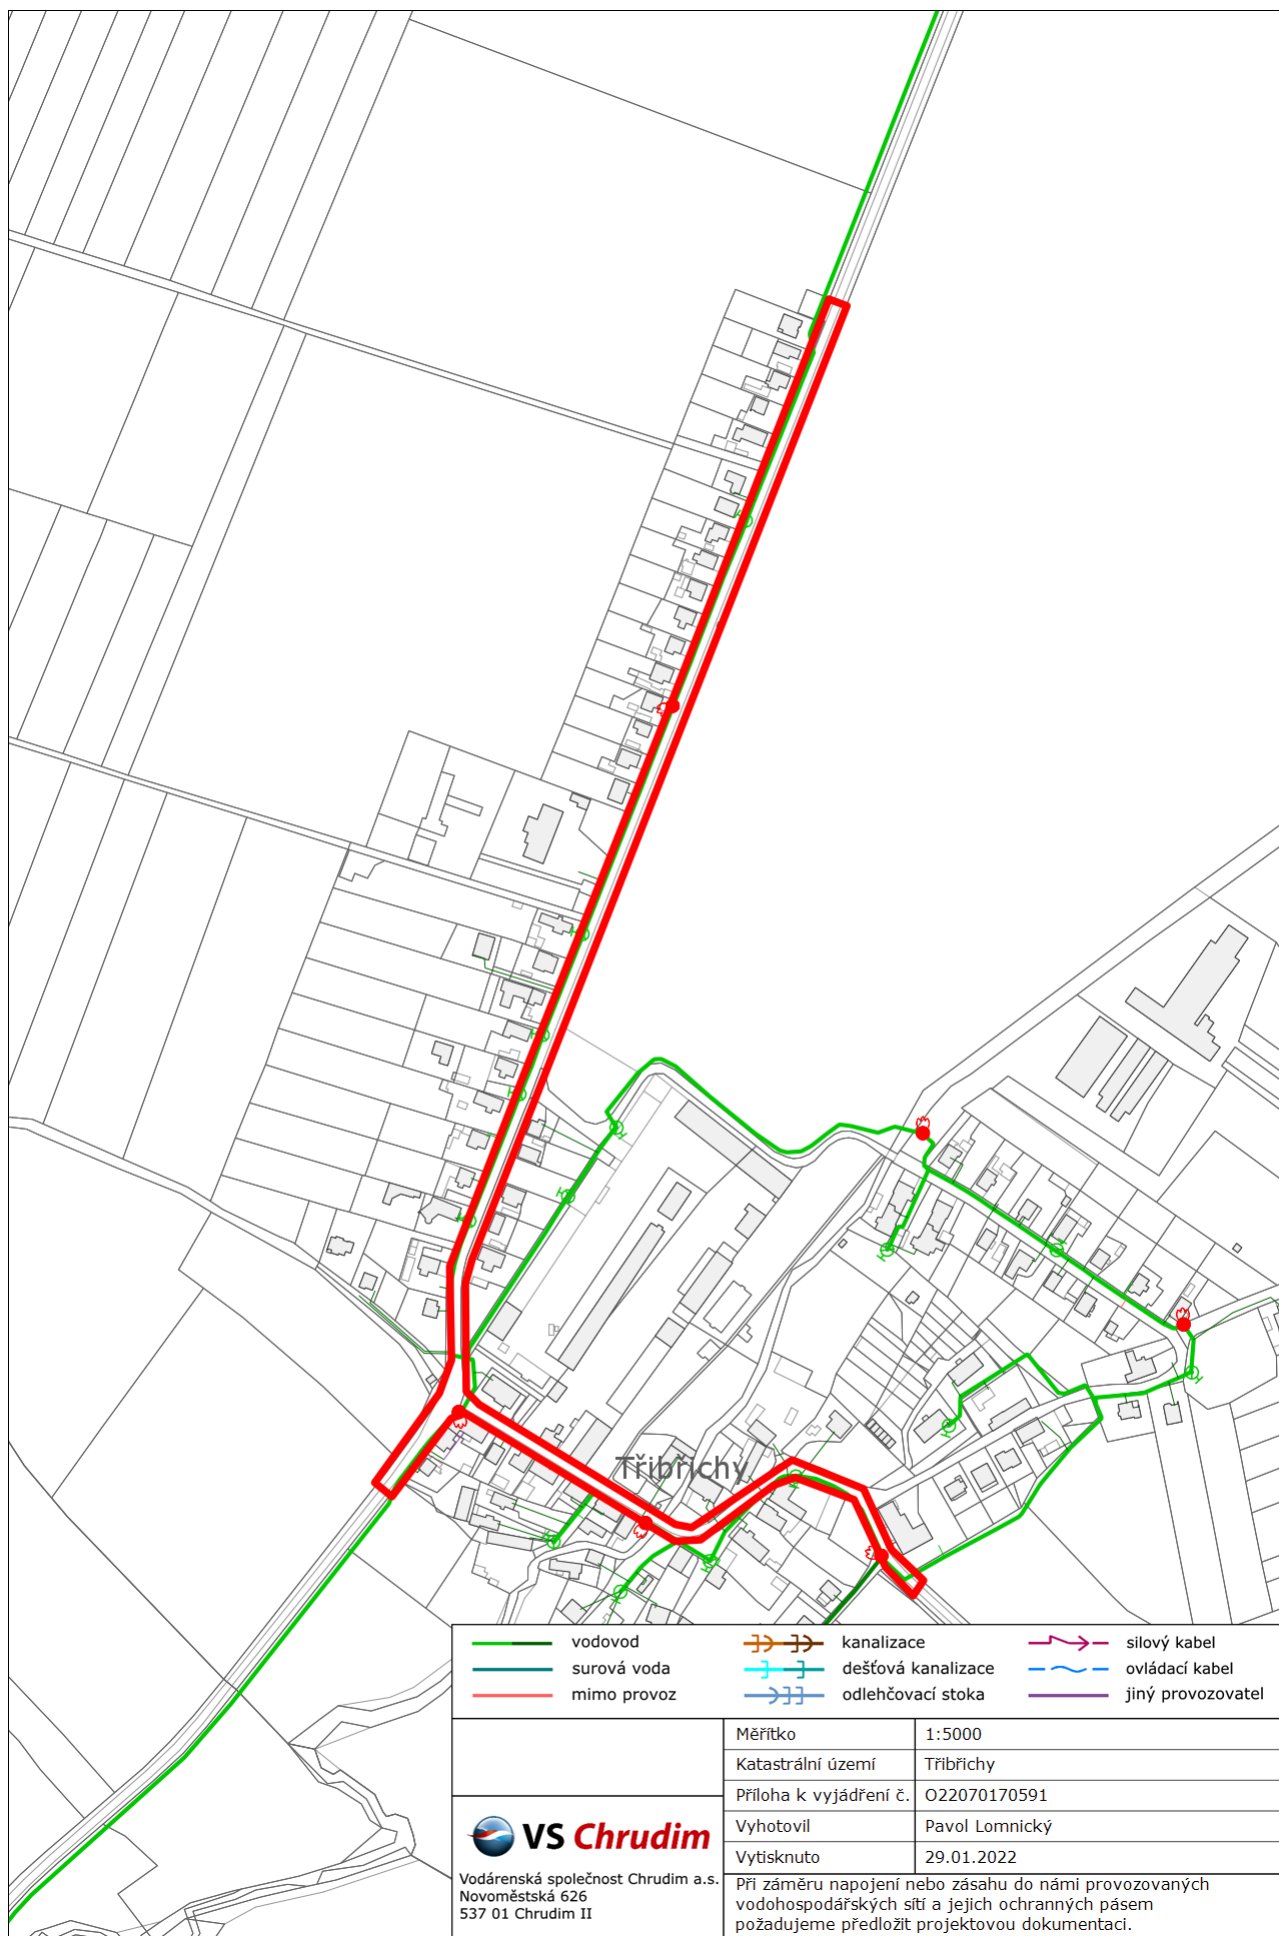 Třibřichy
vodovod
surová voda
mimo provoz
kanalizace
dešťová kanalizace
odlehčovací stoka
silový kabel
ovládací kabel
jiný provozovatel
Měřítko 1:5000
Katastrální území Třibřichy
Příloha k vyjádření č. O22070170591
Vyhotovil Pavol Lomnický
Vytisknuto 29.01.2022
VS Chrudim
Vodárenská společnost Chrudim a.s.
Novoměstská 626
537 01 Chrudim II
Při záměru napojení nebo zásahu do námi provozovaných
vodohospodářských sítí a jejich ochranných pásem
požadujeme předložit projektovou dokumentaci.